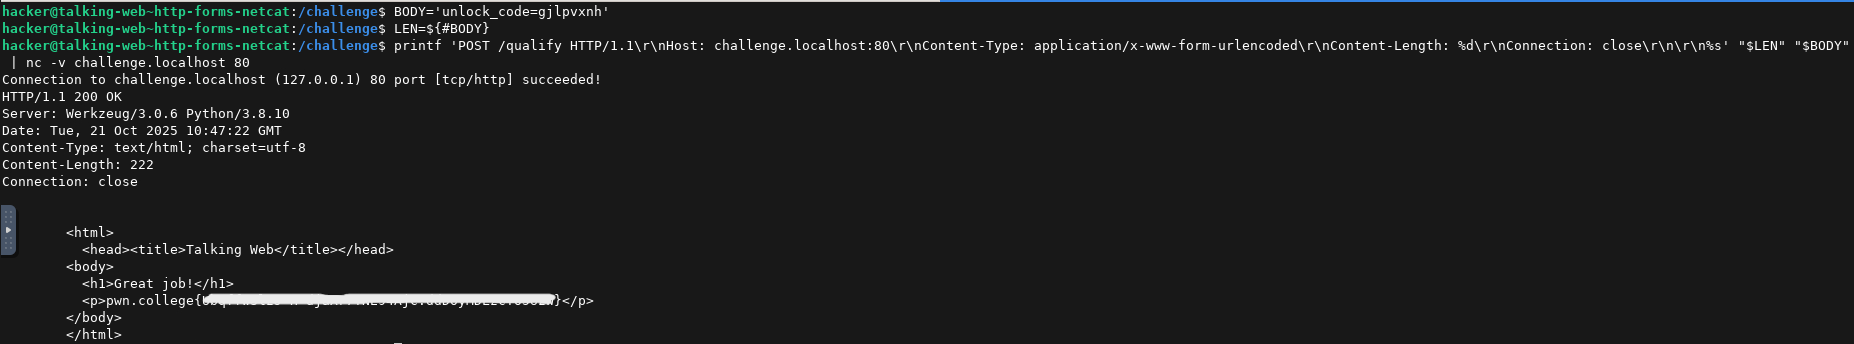 hacker@talking-web~http-forms-netcat:/challenge$ BODY='unlock_code=gjlpvxnh'
hacker@talking-web~http-forms-netcat:/challenge$ LEN=${#BODY}
hacker@talking-web~http-forms-netcat:/challenge$ printf 'POST /qualify HTTP/1.1\r\nHost: challenge.localhost:80\r\nContent-Type: application/x-www-form-urlencoded\r\nContent-Length: %d\r\nConnection: close\r\n\r\n%s' "$LEN" "$BODY"
| nc -v challenge.localhost 80
Connection to challenge.localhost (127.0.0.1) 80 port [tcp/http] succeeded!
HTTP/1.1 200 OK
Server: Werkzeug/3.0.6 Python/3.8.10
Date: Tue, 21 Oct 2025 10:47:22 GMT
Content-Type: text/html; charset=utf-8
Content-Length: 222
Connection: close
<html>
<head><title>Talking Web</title></head>
<body>
<h1>Great job!</h1>
<p>pwn.college{}</p>
</body>
</html>